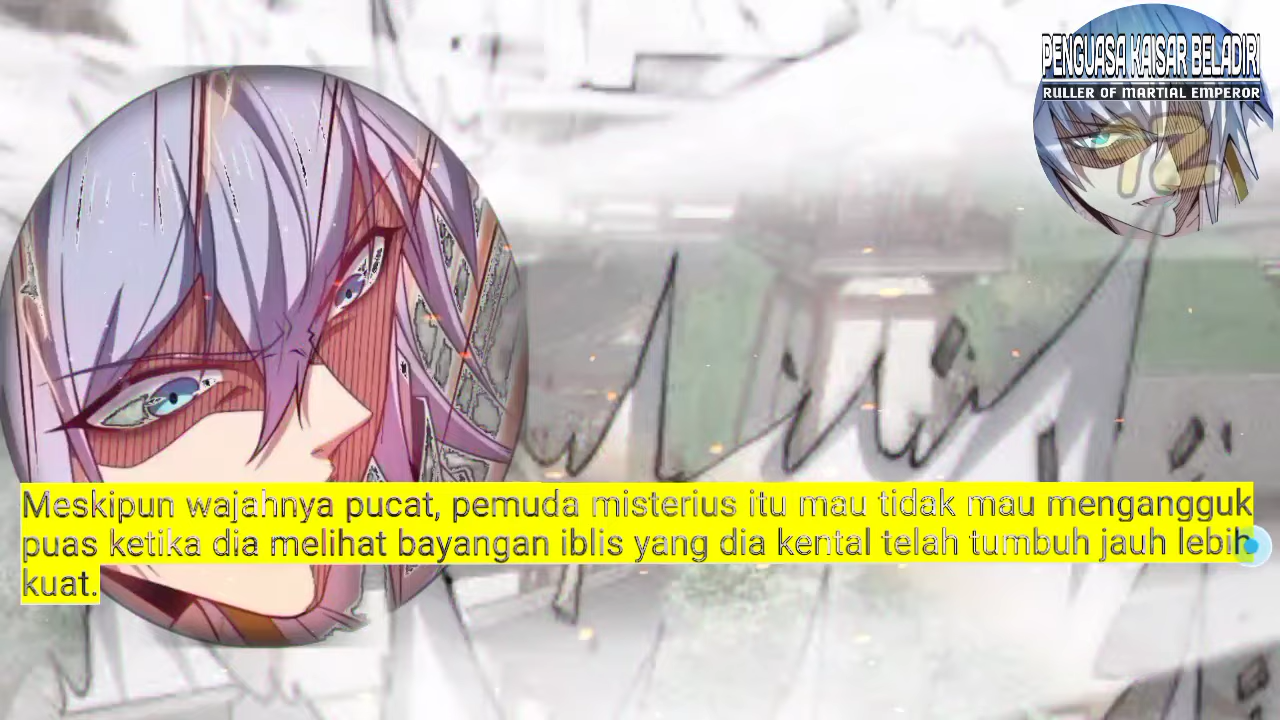 PENGUASA KAISAR BELADIRI
RULLER OF MARTIAL EMPEROR
Meskipun wajahnya pucat, pemuda misterius itu mau tidak mau mengangguk
puas ketika dia melihat bayangan iblis yang dia kental telah tumbuh jauh lebih
kuat.